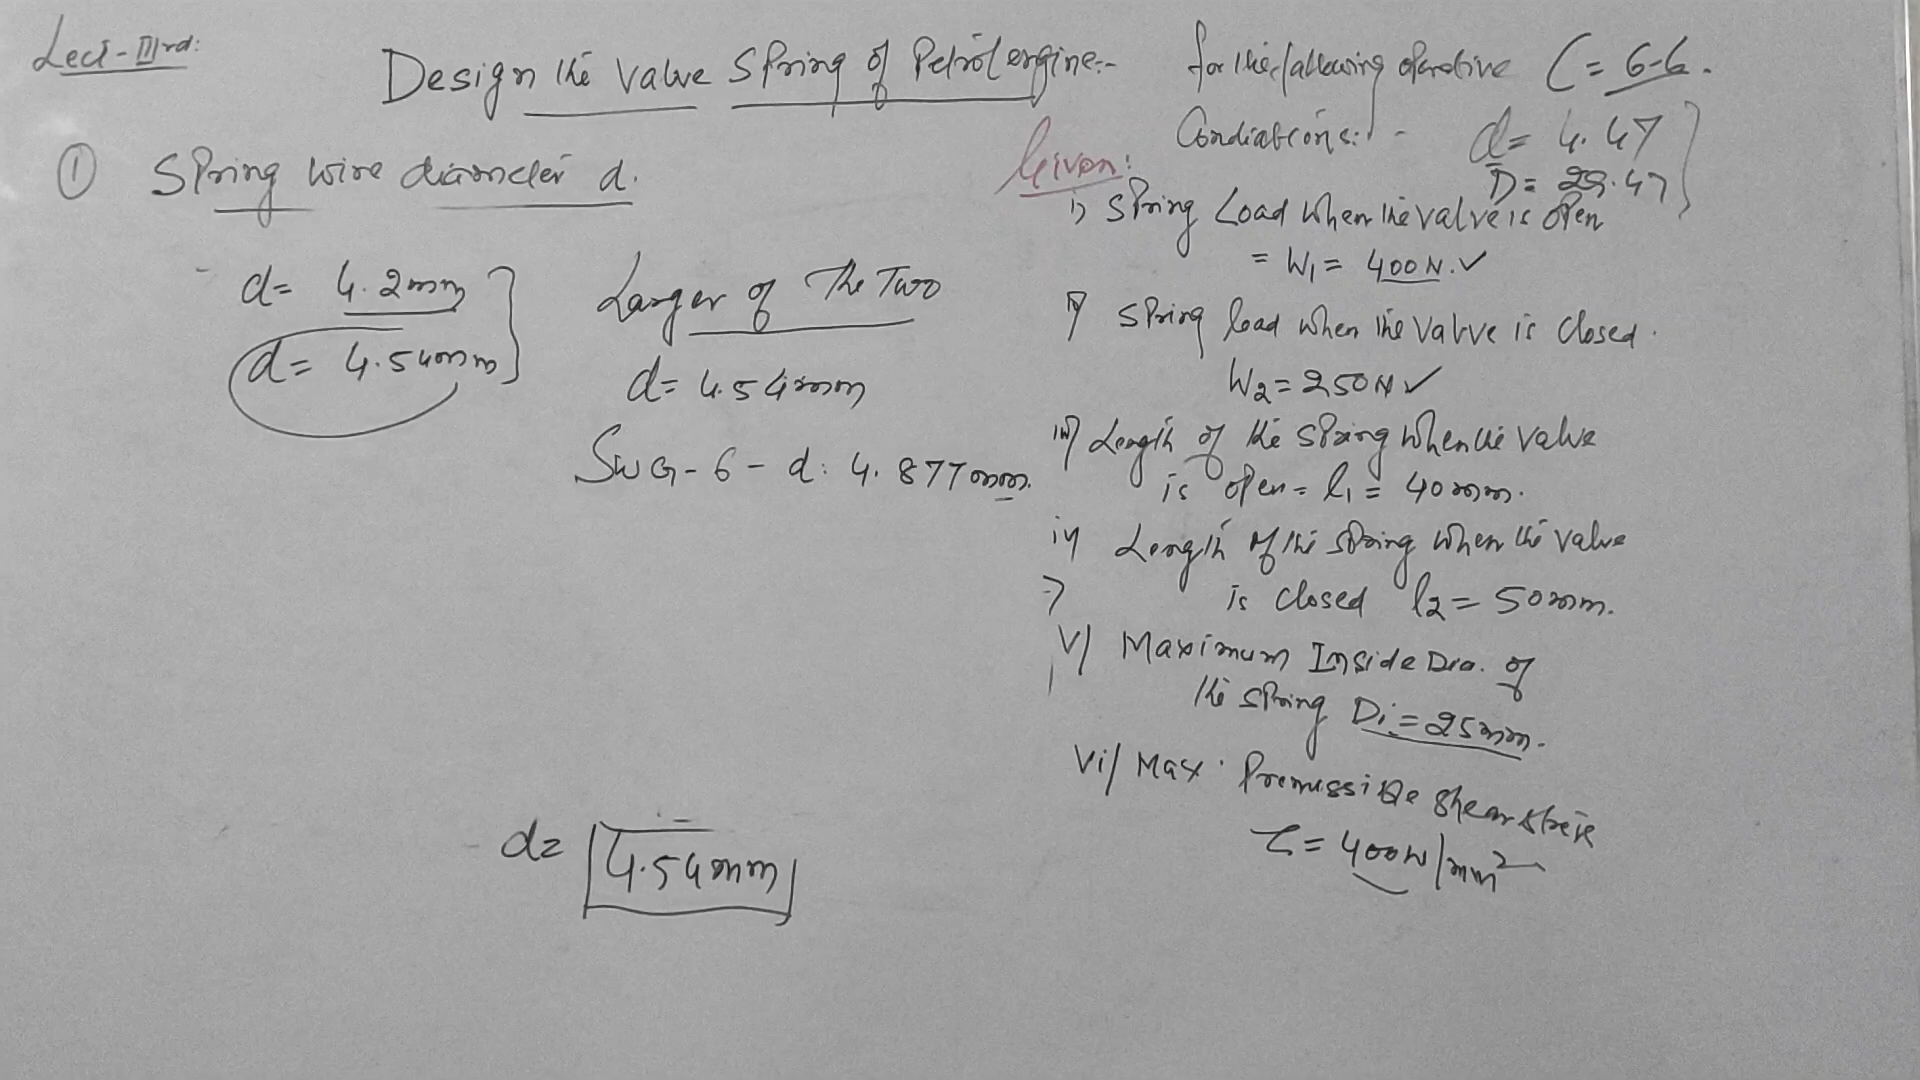 Lect-IIIrd:
Design the Valve Spring of Petrol engine:- for the following operative
Condiations:-
C = 6-6.
d = 4.47
D = 29.47
① Spring wire diameter d.
d = 4.2mm
d = 4.54mm
Larger of The Two
d = 4.54mm
SWG-6-d: 4.877mm.
d = 4.54mm
Given:
i) Spring Load when the valve is open
= W1 = 400N. ✓
ii) Spring load when the Valve is closed.
W2 = 250N ✓
iii) Length of the spring when the valve
is open = l1 = 40mm.
iv) Length of the spring when the valve
is closed l2 = 50mm.
V) Maximum Inside Dia. of
the spring Di = 25mm.
Vi) Max. Premissible Shear stress
τ = 400N/mm²